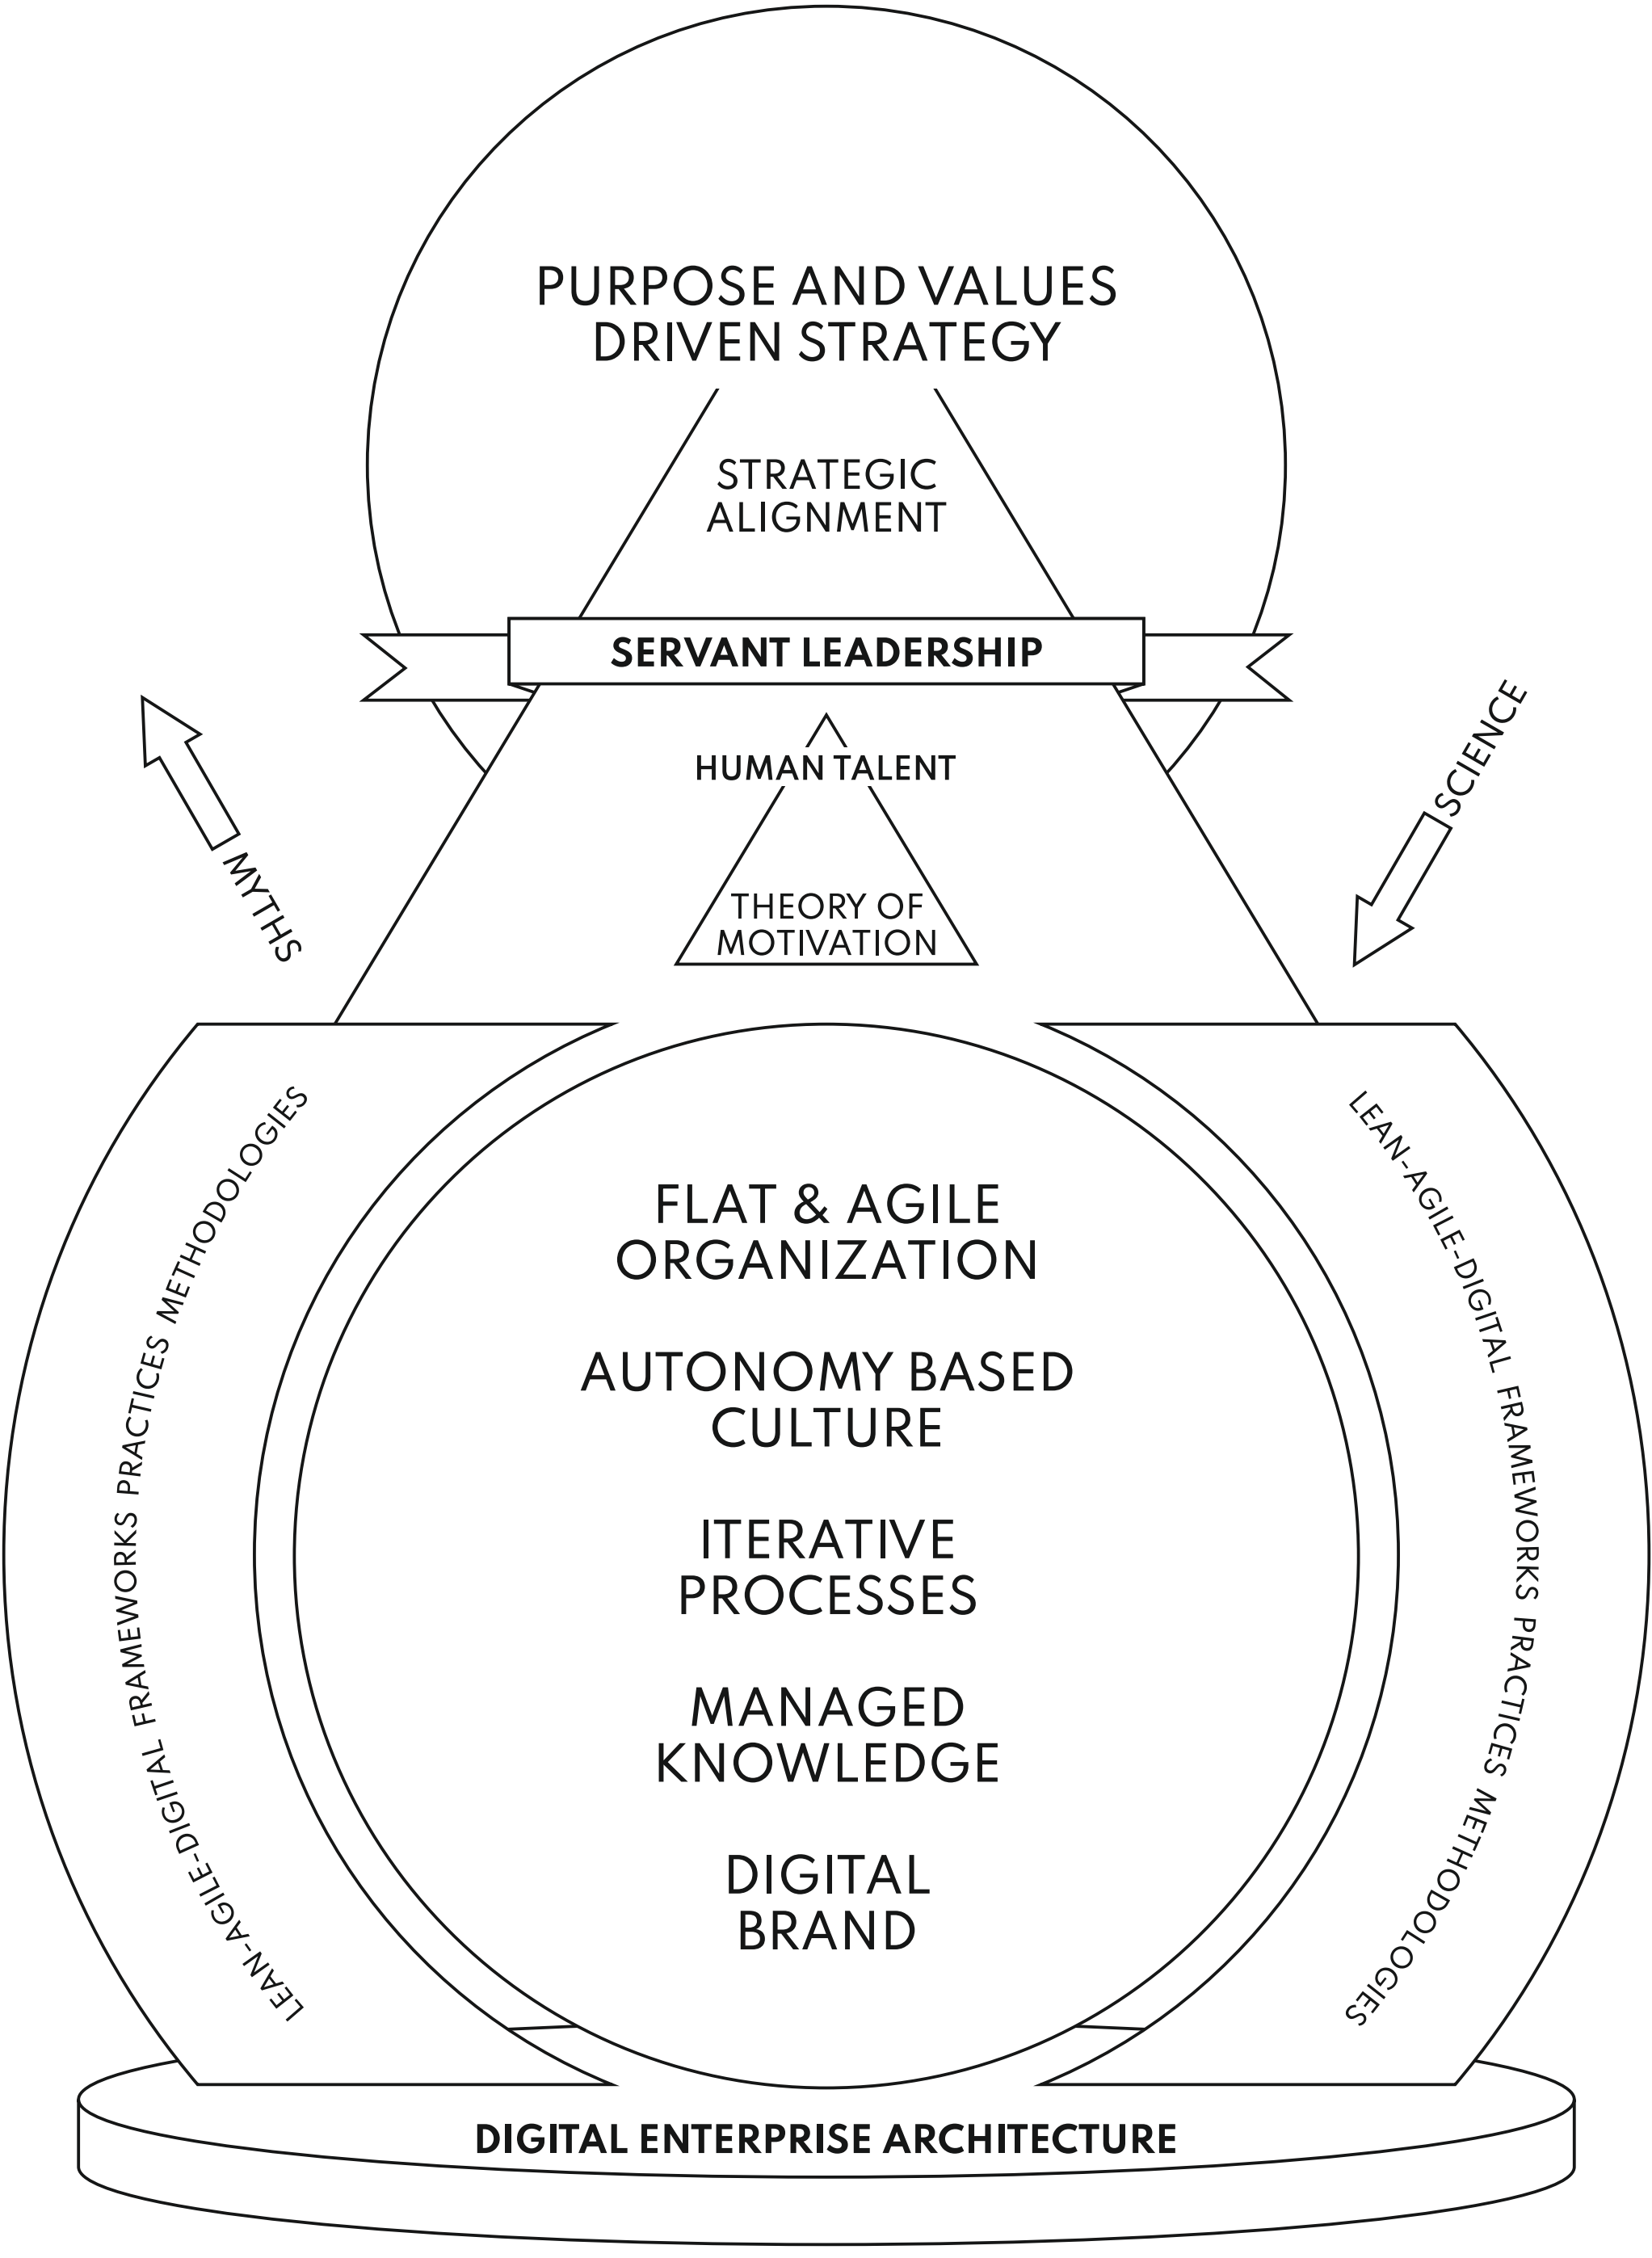 PURPOSE AND VALUES
DRIVEN STRATEGY
STRATEGIC
ALIGNMENT
SERVANT LEADERSHIP
HUMAN TALENT
THEORY OF
MOTIVATION
MYTHS
SCIENCE
LEAN-AGILE-DIGITAL FRAMEWORKS PRACTICES METHODOLOGIES
LEAN-AGILE-DIGITAL FRAMEWORKS PRACTICES METHODOLOGIES
FLAT & AGILE
ORGANIZATION
AUTONOMY BASED
CULTURE
ITERATIVE
PROCESSES
MANAGED
KNOWLEDGE
DIGITAL
BRAND
DIGITAL ENTERPRISE ARCHITECTURE